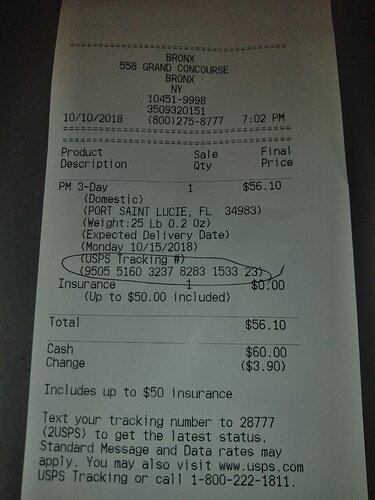 ========================================
BRONX
558 GRAND CONCOURSE
BRONX
NY
10451-9998
3509320151
10/10/2018 (800)275-8777 7:02 PM
========================================
========================================
Product Sale Final
Description Qty Price
PM 3-Day 1 $56.10
(Domestic)
(PORT SAINT LUCIE, FL 34983)
(Weight:25 Lb 0.2 Oz)
(Expected Delivery Date)
(Monday 10/15/2018)
(USPS Tracking #)
(9505 5160 3237 8283 1533 23)
Insurance 1 $0.00
(Up to $50.00 included)
Total $56.10
Cash $60.00
Change ($3.90)
Includes up to $50 insurance
Text your tracking number to 28777
(2USPS) to get the latest status.
Standard Message and Data rates may
apply. You may also visit www.usps.com
USPS Tracking or call 1-800-222-1811.